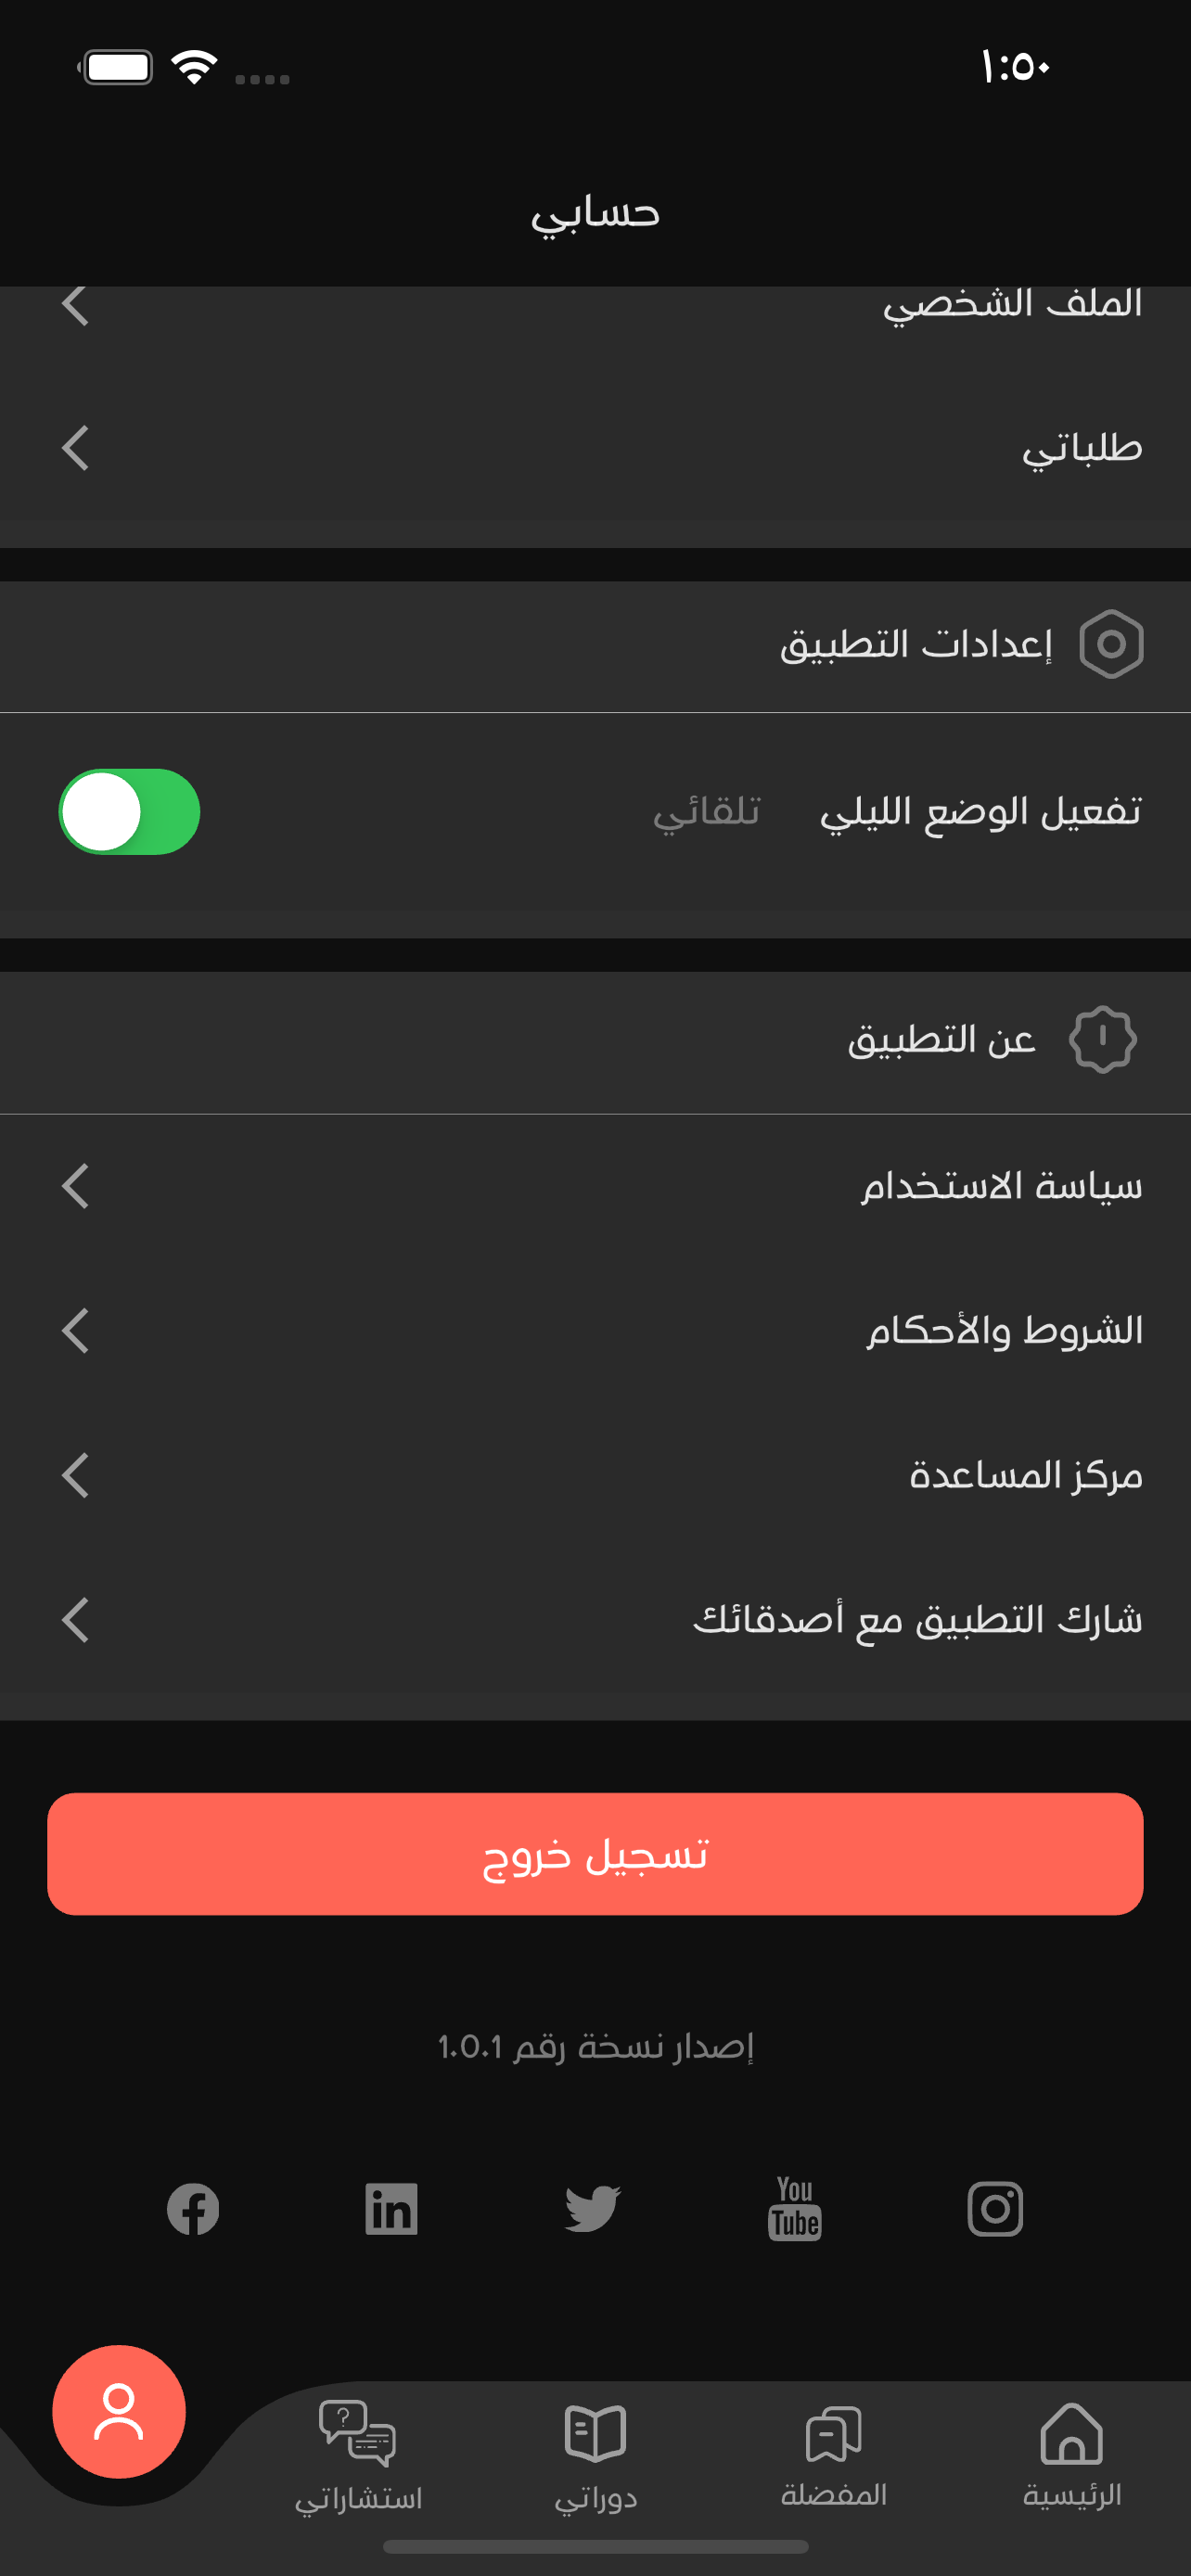 ١:٥٠
حسابي
الملف الشخصي
طلباتي
إعدادات التطبيق
تفعيل الوضع الليلي تلقائي
عن التطبيق
سياسة الاستخدام
الشروط والأحكام
مركز المساعدة
شارك التطبيق مع أصدقائك
تسجيل خروج
إصدار نسخة رقم 1.0.1
You Tube in
الرئيسية المفضلة دوراتي استشاراتي